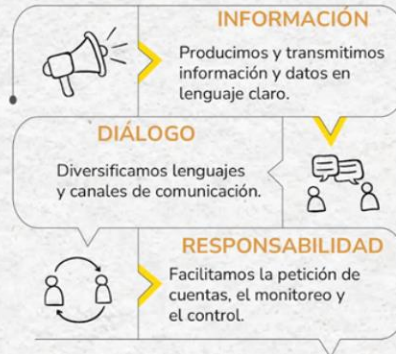 INFORMACIÓN
Producimos y transmitimos
información y datos en
lenguaje claro.
DIÁLOGO
Diversificamos lenguajes
y canales de comunicación.
RESPONSABILIDAD
Facilitamos la petición de
cuentas, el monitoreo y
el control.